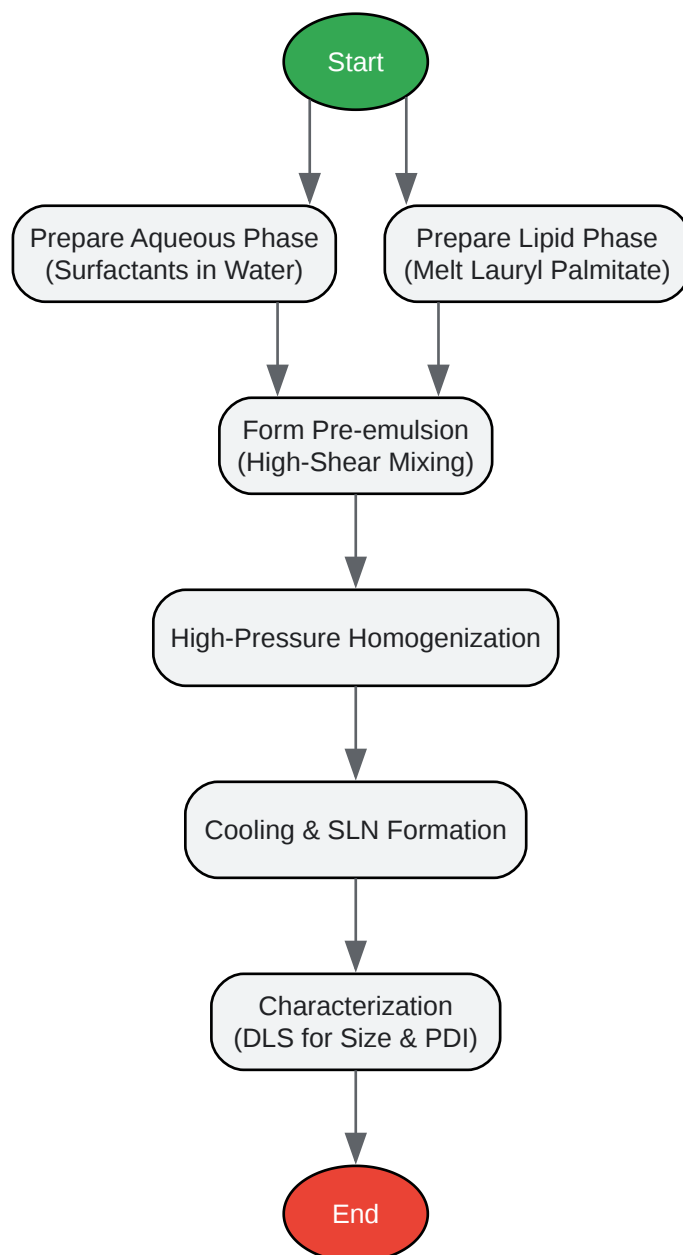 Start
Prepare Aqueous Phase
(Surfactants in Water)
Prepare Lipid Phase
(Melt Lauryl Palmitate)
Form Pre-emulsion
(High-Shear Mixing)
High-Pressure Homogenization
Cooling & SLN Formation
Characterization
(DLS for Size & PDI)
End